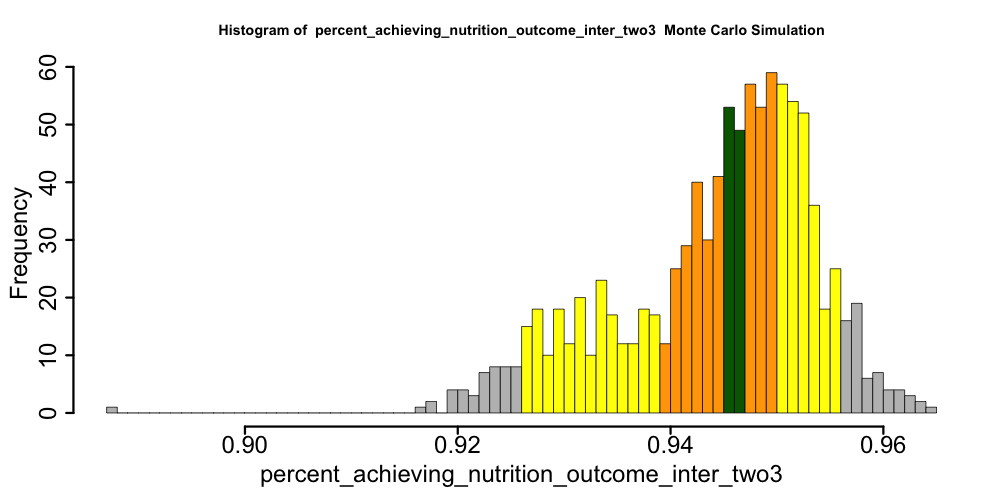 Histogram of percent_achieving_nutrition_outcome_inter_two3 Monte Carlo Simulation
60
50
40
30
20
10
0
Frequency
0.90 0.92 0.94 0.96
percent_achieving_nutrition_outcome_inter_two3